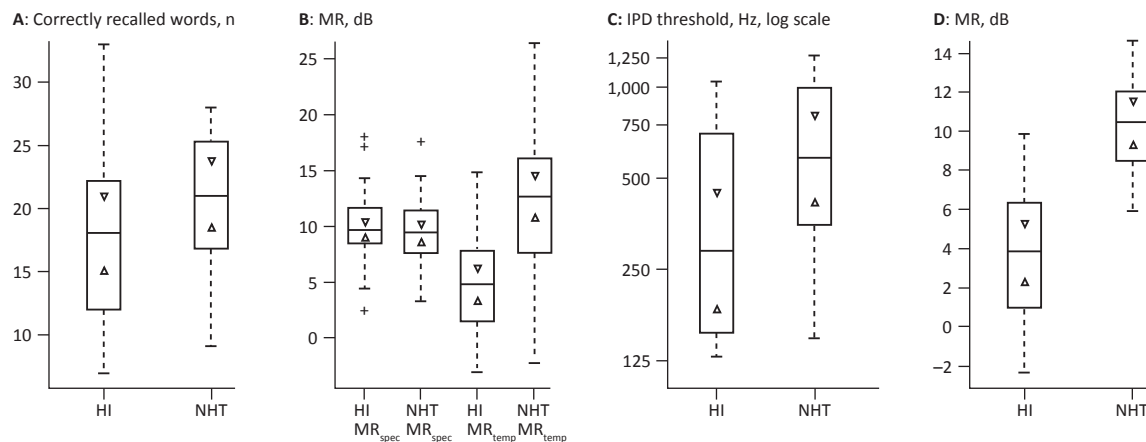 A: Correctly recalled words, n
30
25
20
15
10
HI NHT
B: MR, dB
25
20
15
10
5
0
HI NHT HI NHT
MRspec MRspec MRtemp MRtemp
C: IPD threshold, Hz, log scale
1,250
1,000
750
500
250
125
HI NHT
D: MR, dB
14
12
10
8
6
4
2
0
–2
HI NHT